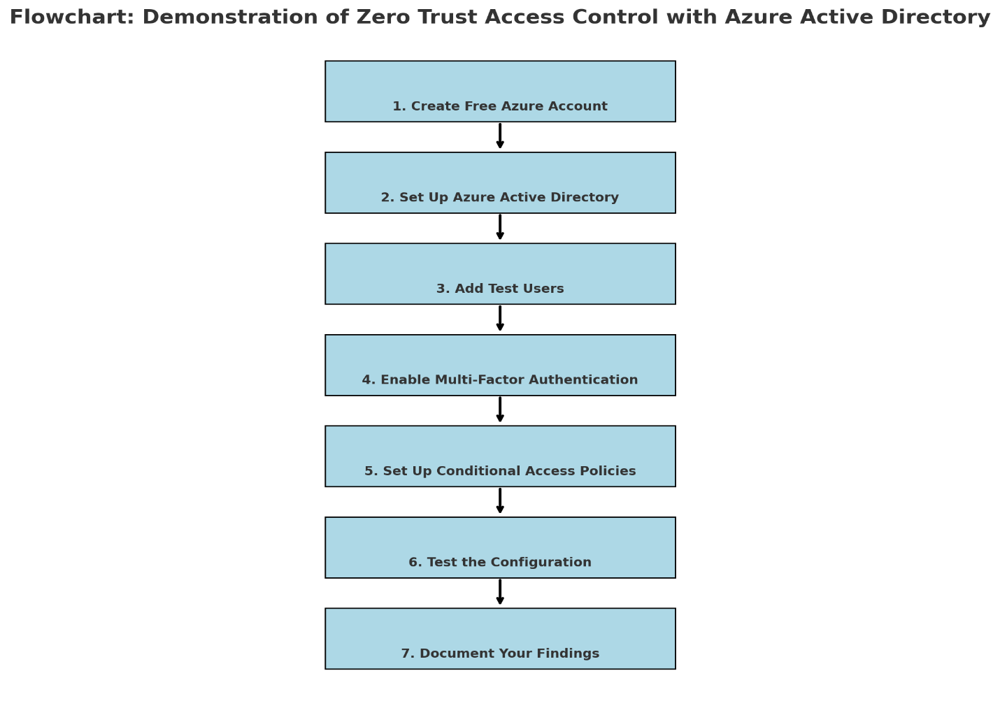 Flowchart: Demonstration of Zero Trust Access Control with Azure Active Directory
1. Create Free Azure Account
2. Set Up Azure Active Directory
3. Add Test Users
4. Enable Multi-Factor Authentication
5. Set Up Conditional Access Policies
6. Test the Configuration
7. Document Your Findings